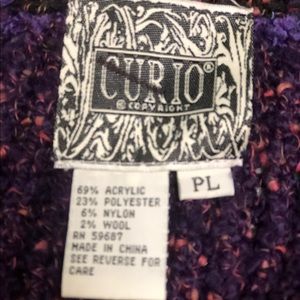 CURIO®
© COPYRIGHT
PL
69% ACRYLIC
23% POLYESTER
6% NYLON
2% WOOL
RN 59687
MADE IN CHINA
SEE REVERSE FOR
CARE